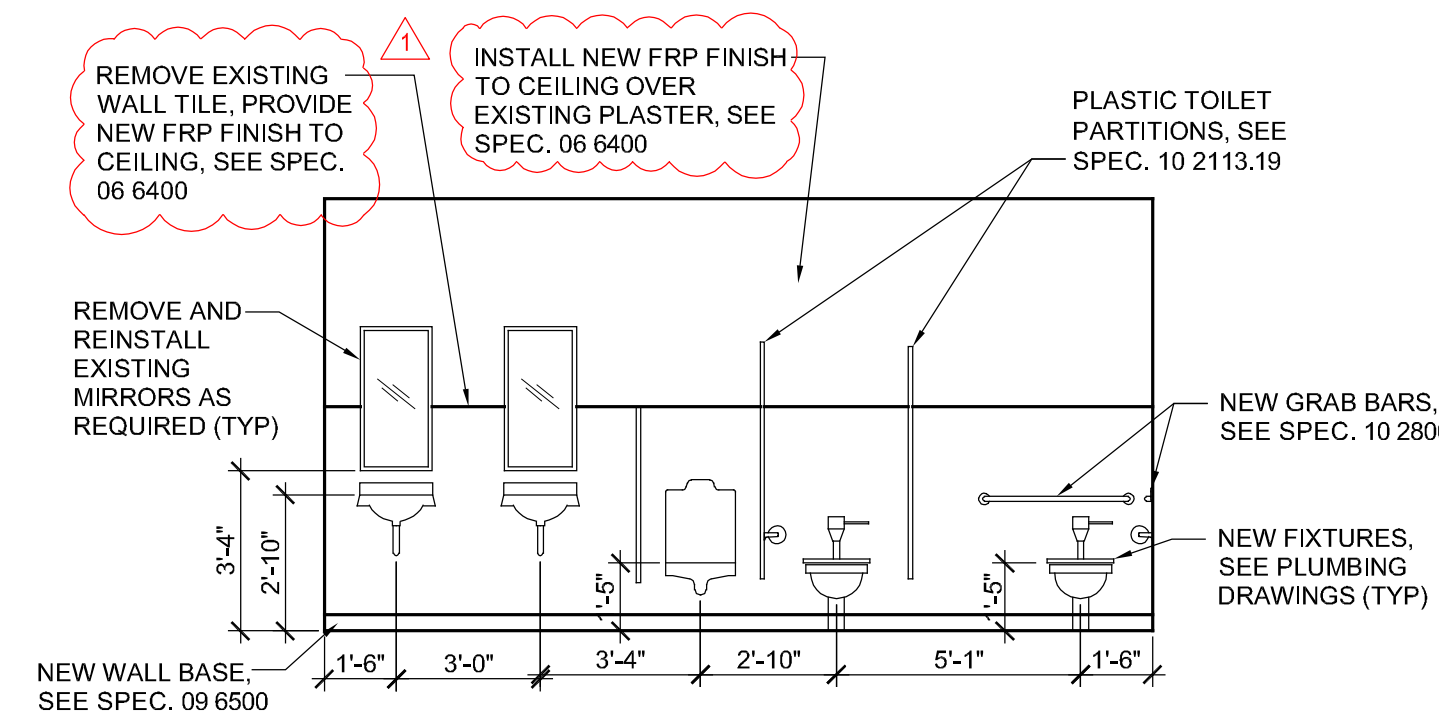 REMOVE EXISTING
WALL TILE, PROVIDE
NEW FRP FINISH TO
CEILING, SEE SPEC.
06 6400
1
INSTALL NEW FRP FINISH
TO CEILING OVER
EXISTING PLASTER, SEE
SPEC. 06 6400
PLASTIC TOILET
PARTITIONS, SEE
SPEC. 10 2113.19
REMOVE AND
REINSTALL
EXISTING
MIRRORS AS
REQUIRED (TYP)
NEW GRAB BARS,
SEE SPEC. 10 280
NEW FIXTURES,
SEE PLUMBING
DRAWINGS (TYP)
3'-4"
2'-10"
'-5"
'-5"
1'-6"
3'-0"
3'-4"
2'-10"
5'-1"
1'-6"
NEW WALL BASE,
SEE SPEC. 09 6500